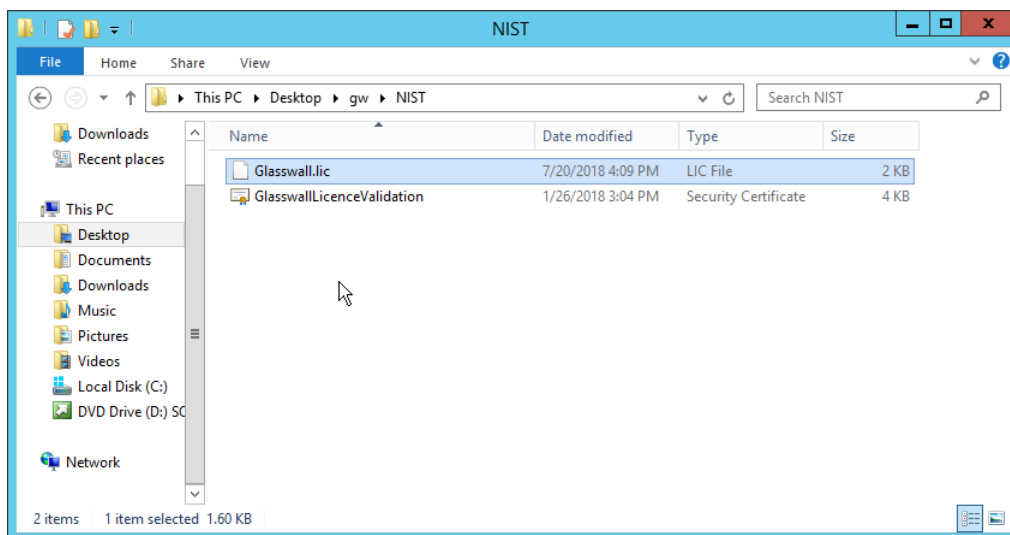 NIST
File Home Share View
This PC Desktop gw NIST Search NIST
Downloads
Recent places
This PC
Desktop
Documents
Downloads
Music
Pictures
Videos
Local Disk (C:)
DVD Drive (D:) SC
Network
Name Date modified Type Size
Glasswall.lic 7/20/2018 4:09 PM LIC File 2 KB
GlasswallLicenceValidation 1/26/2018 3:04 PM Security Certificate 4 KB
2 items 1 item selected 1.60 KB